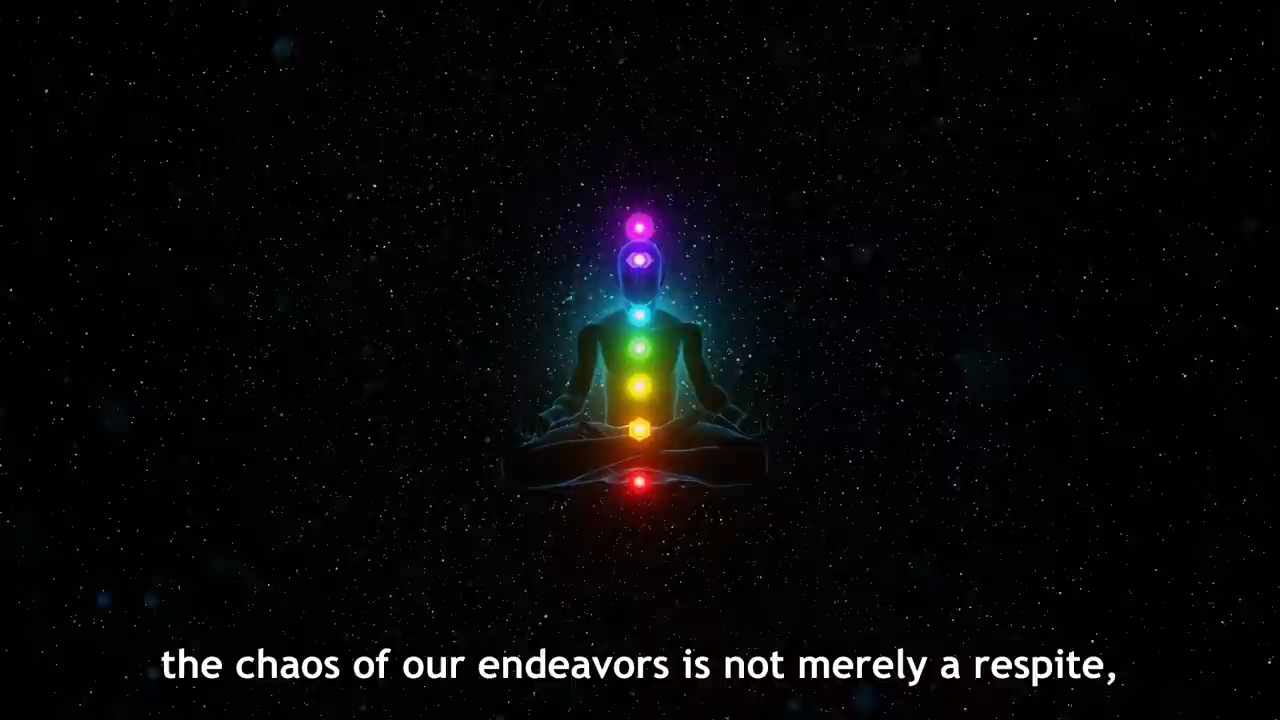 the chaos of our endeavors is not merely a respite,